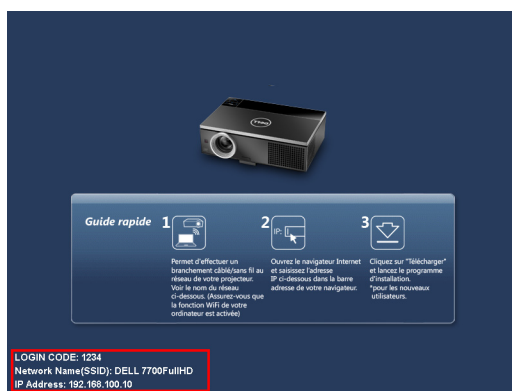 DELL
Guide rapide
1
2
3
IP:
Permet d'effectuer un
branchement câblé/sans fil au
réseau de votre projecteur.
Voir le nom du réseau
ci-dessous. (Assurez-vous que
la fonction WiFi de votre
ordinateur est activée)
Ouvrez le navigateur Internet
et saisissez l'adresse
IP ci-dessous dans la barre
adresse de votre navigateur.
Cliquez sur "Télécharger"
et lancez le programme
d'installation.
*pour les nouveaux
utilisateurs.
LOGIN CODE: 1234
Network Name(SSID): DELL 7700FullHD
IP Address: 192.168.100.10